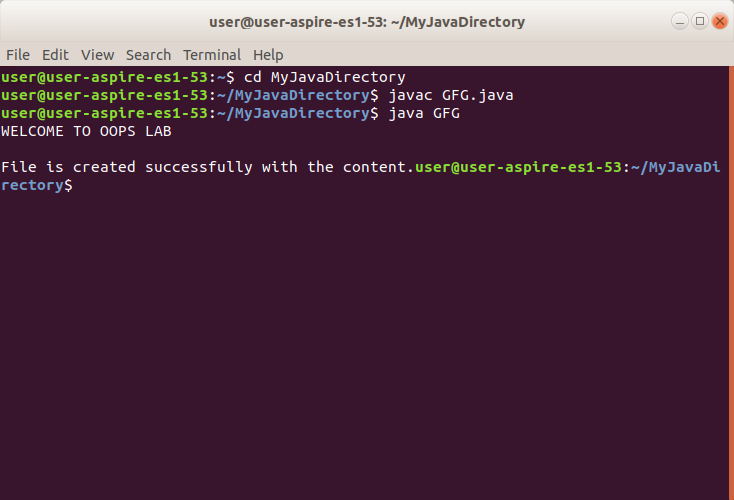 user@user-aspire-es1-53: ~/MyJavaDirectory
File Edit View Search Terminal Help
user@user-aspire-es1-53:~$ cd MyJavaDirectory
user@user-aspire-es1-53:~/MyJavaDirectory$ javac GFG.java
user@user-aspire-es1-53:~/MyJavaDirectory$ java GFG
WELCOME TO OOPS LAB
File is created successfully with the content.user@user-aspire-es1-53:~/MyJavaDi
rectory$